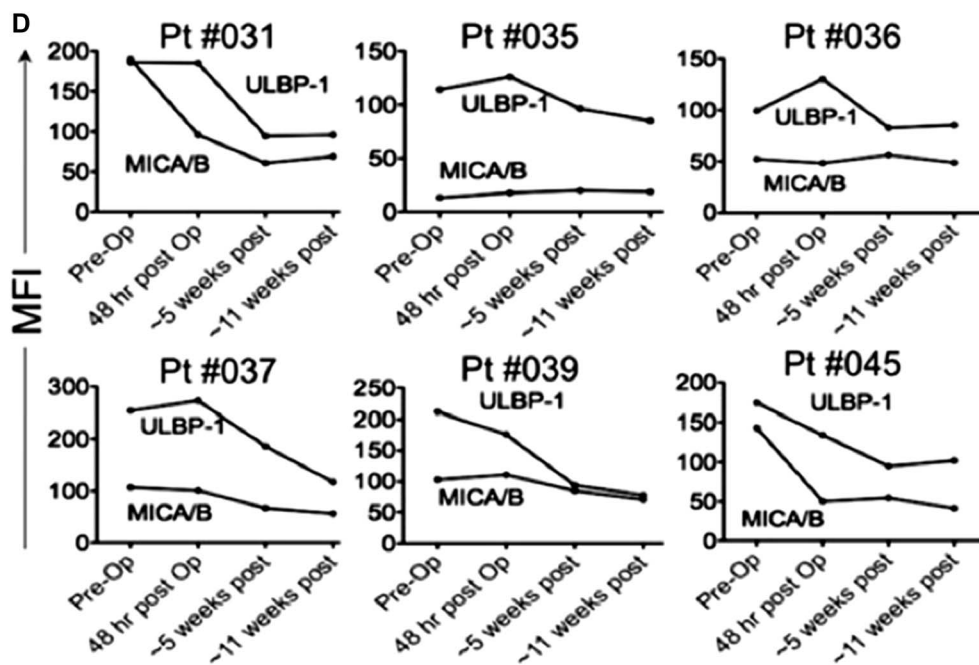 D
MFI
Pt #031
200
150
100
50
0
ULBP-1
MICA/B
Pre-Op
48 hr post Op
~5 weeks post
~11 weeks post
Pt #035
150
100
50
0
ULBP-1
MICA/B
Pre-Op
48 hr post Op
~5 weeks post
~11 weeks post
Pt #036
150
100
50
0
ULBP-1
MICA/B
Pre-Op
48 hr post Op
~5 weeks post
~11 weeks post
Pt #037
300
200
100
0
ULBP-1
MICA/B
Pre-Op
48 hr post Op
~5 weeks post
~11 weeks post
Pt #039
250
200
150
100
50
0
ULBP-1
MICA/B
Pre-Op
48 hr post Op
~5 weeks post
~11 weeks post
Pt #045
200
150
100
50
0
ULBP-1
MICA/B
Pre-Op
48 hr post Op
~5 weeks post
~11 weeks post